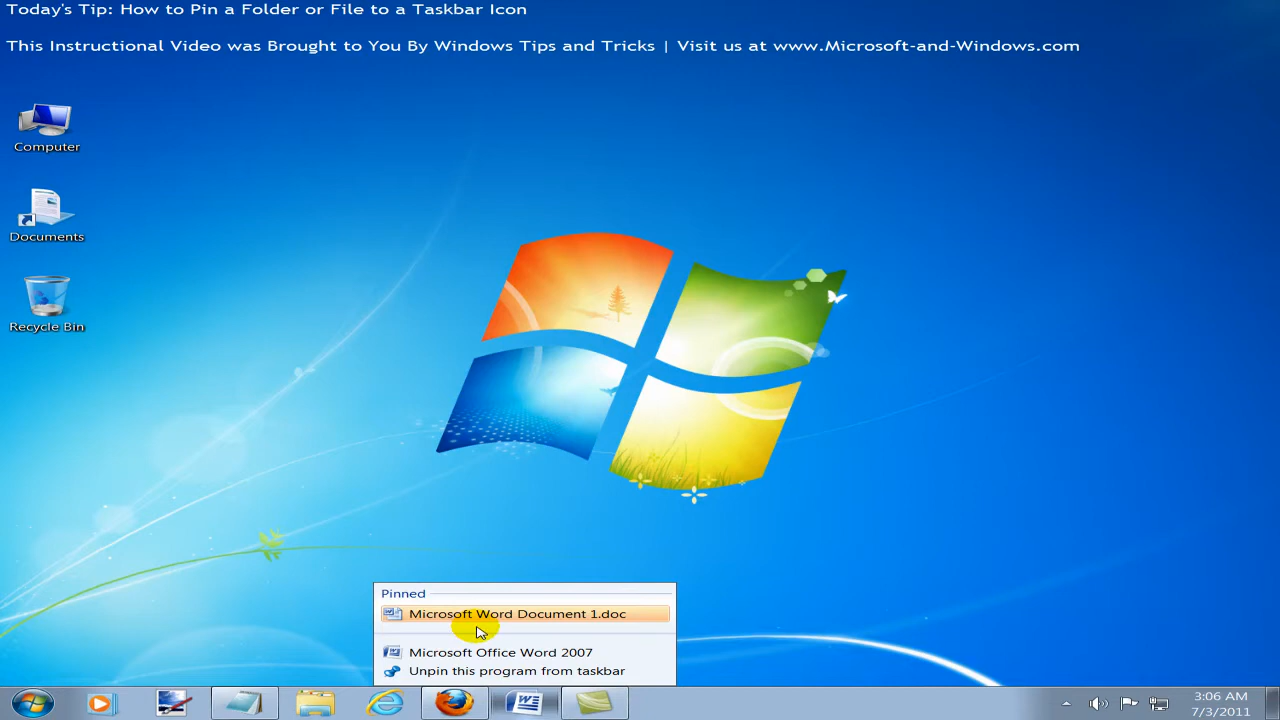 Today's Tip: How to Pin a Folder or File to a Taskbar Icon
This Instructional Video was Brought to You By Windows Tips and Tricks | Visit us at www.Microsoft-and-Windows.com
Computer
Documents
Recycle Bin
Pinned
Microsoft Word Document 1.doc
Microsoft Office Word 2007
Unpin this program from taskbar
3:06 AM
7/3/2011